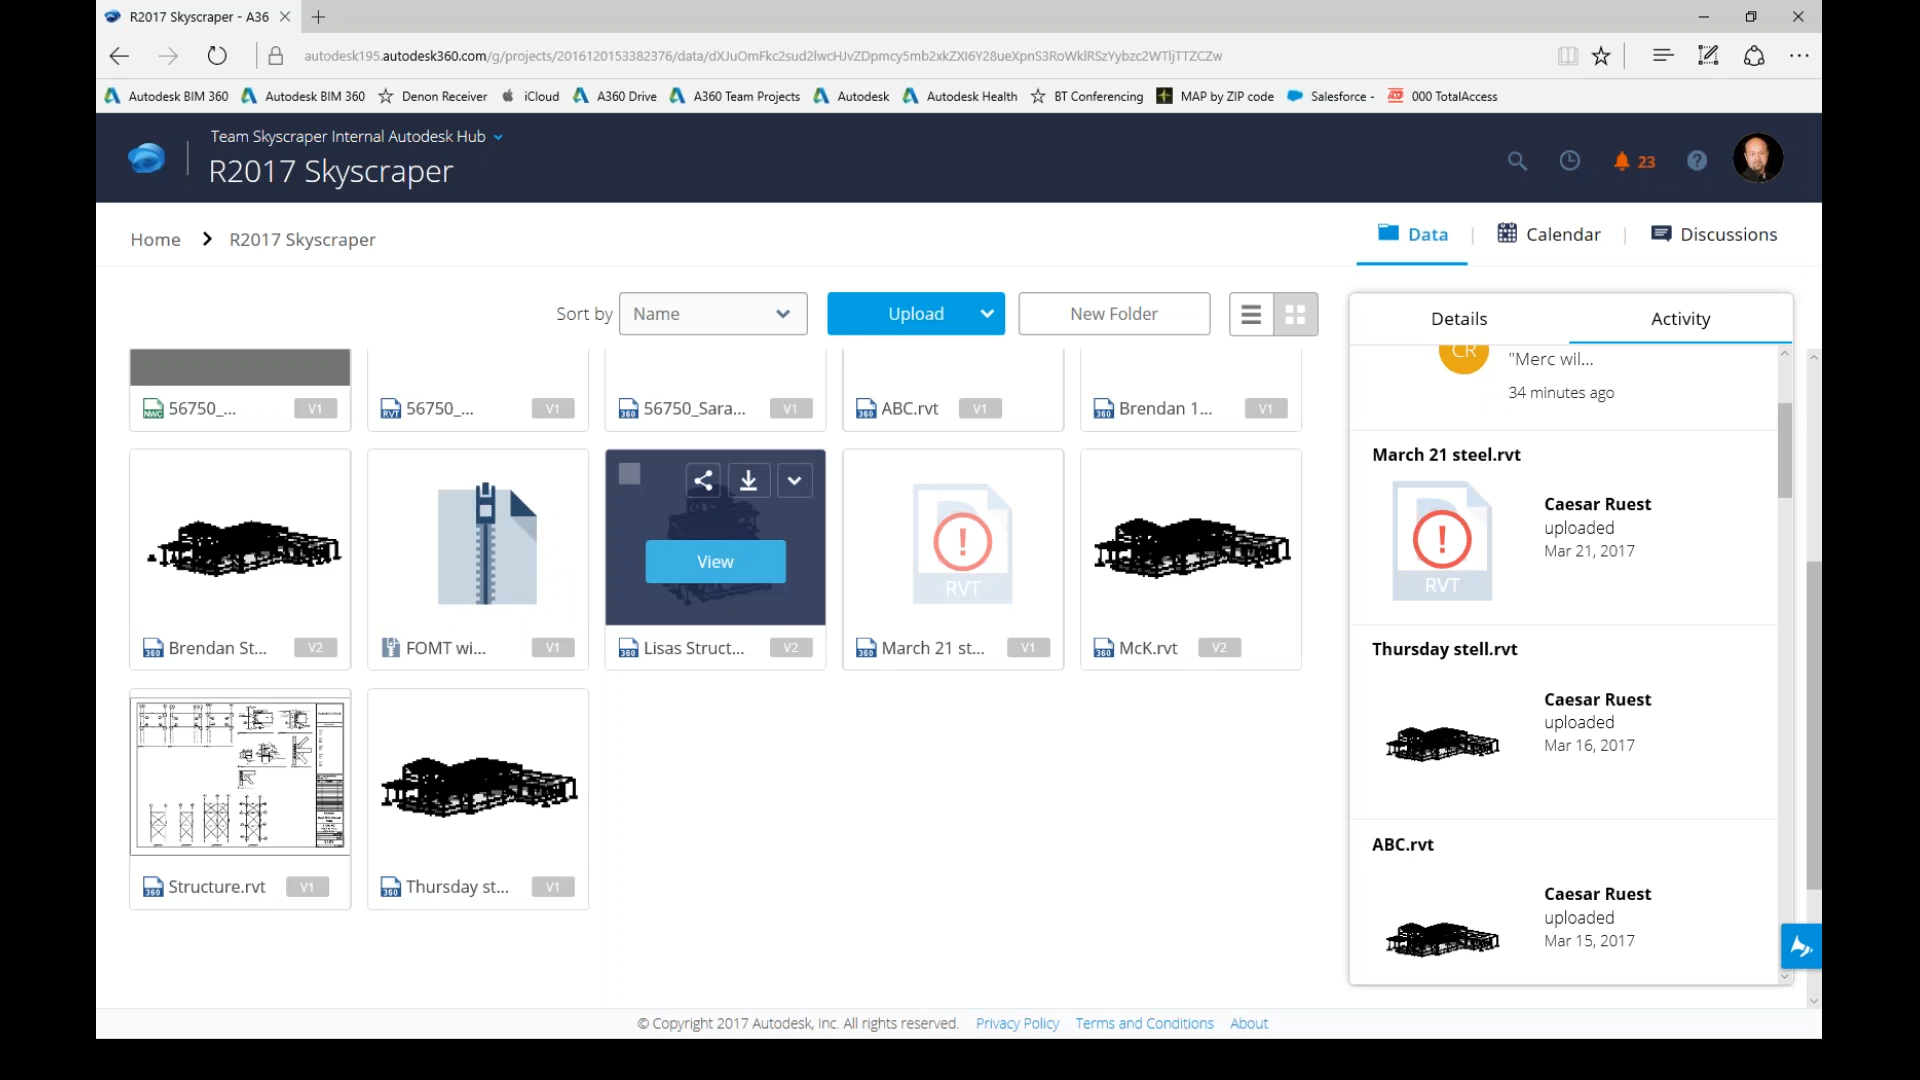 R2017 Skyscraper - A36
autodesk195.autodesk360.com/g/projects/2016120153382376/data/dXJuOmFkc2sud2lwcHJvZDpmcy5mb2xkZXI6Y28ueXpnS3RoWklRSzYybzc2WTljTTZCZw
Autodesk BIM 360 Autodesk BIM 360 Denon Receiver iCloud A360 Drive A360 Team Projects Autodesk Autodesk Health BT Conferencing MAP by ZIP code Salesforce - 000 TotalAccess
Team Skyscraper Internal Autodesk Hub
R2017 Skyscraper
23
Home R2017 Skyscraper
Data | Calendar | Discussions
Sort by Name Upload New Folder
Details Activity
56750_... V1
56750_... V1
56750_Sara... V1
ABC.rvt V1
Brendan 1... V1
View
RVT
Brendan St... V2
FOMT wi... V1
Lisas Struct... V2
March 21 st... V1
McK.rvt V2
Structure.rvt V1
Thursday st... V1
CR
"Merc wil...
34 minutes ago
March 21 steel.rvt
RVT
Caesar Ruest
uploaded
Mar 21, 2017
Thursday stell.rvt
Caesar Ruest
uploaded
Mar 16, 2017
ABC.rvt
Caesar Ruest
uploaded
Mar 15, 2017
© Copyright 2017 Autodesk, Inc. All rights reserved. Privacy Policy Terms and Conditions About